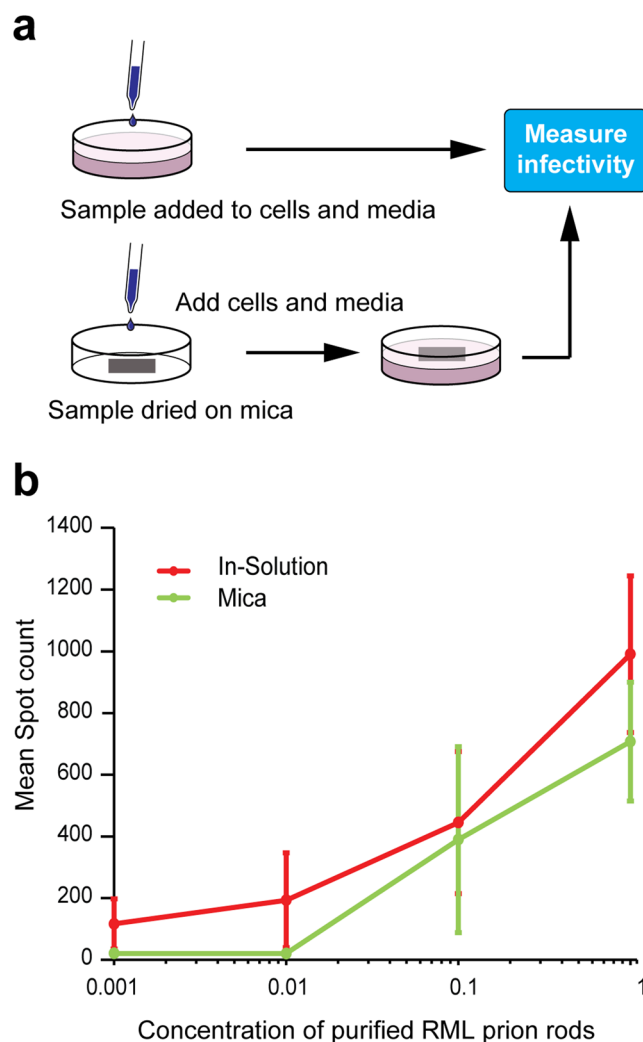 a
Measure
infectivity
Sample added to cells and media
Add cells and media
Sample dried on mica
b
1400
1200
1000
800
600
400
200
0
In-Solution
Mica
Mean Spot count
0.001
0.01
0.1
1
Concentration of purified RML prion rods